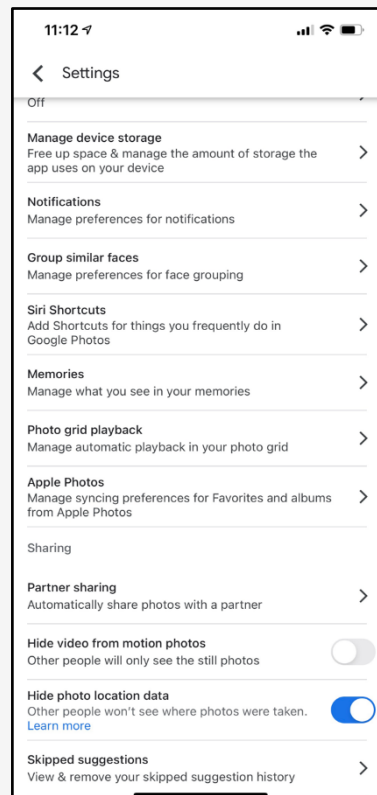 11:12
Settings
Off
Manage device storage
Free up space & manage the amount of storage the
app uses on your device
Notifications
Manage preferences for notifications
Group similar faces
Manage preferences for face grouping
Siri Shortcuts
Add Shortcuts for things you frequently do in
Google Photos
Memories
Manage what you see in your memories
Photo grid playback
Manage automatic playback in your photo grid
Apple Photos
Manage syncing preferences for Favorites and albums
from Apple Photos
Sharing
Partner sharing
Automatically share photos with a partner
Hide video from motion photos
Other people will only see the still photos
Hide photo location data
Other people won't see where photos were taken.
Learn more
Skipped suggestions
View & remove your skipped suggestion history